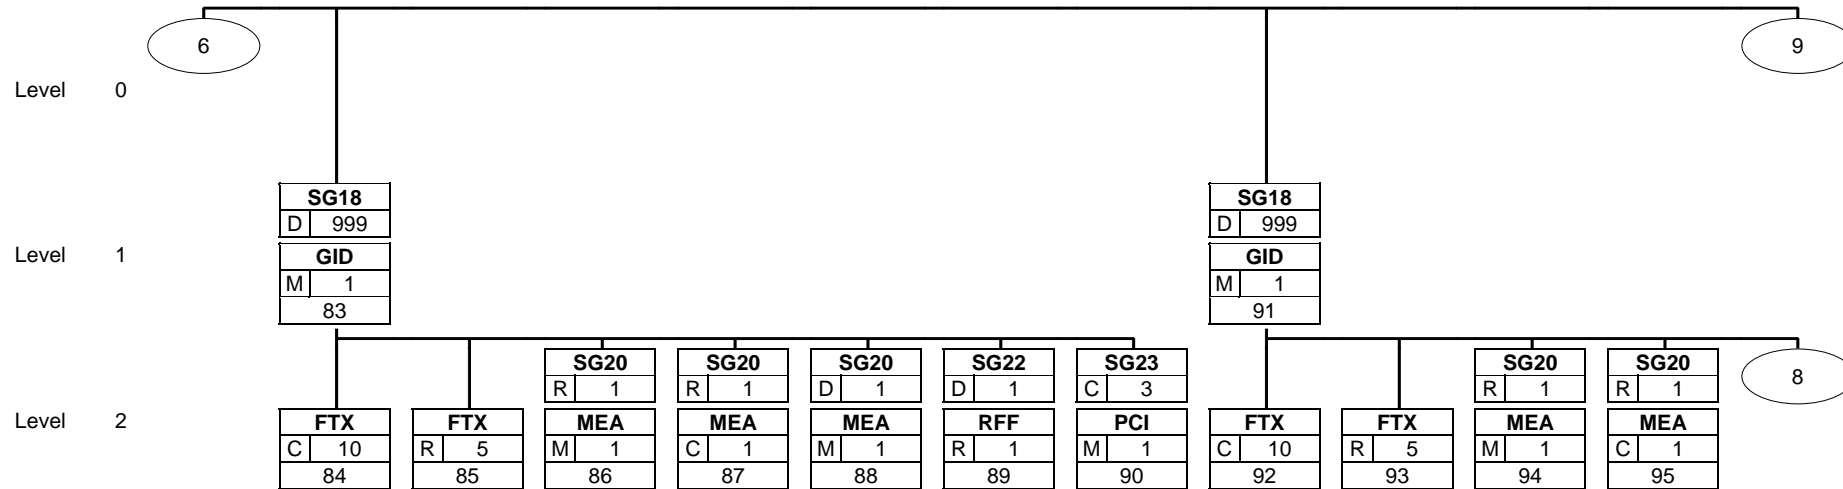 6
9
Level 0
SG18
D 999
SG18
D 999
Level 1
GID
M 1
83
GID
M 1
91
SG20
R 1
SG20
R 1
SG20
D 1
SG22
D 1
SG23
C 3
SG20
R 1
SG20
R 1
8
Level 2
FTX
C 10
84
FTX
R 5
85
MEA
M 1
86
MEA
C 1
87
MEA
M 1
88
RFF
R 1
89
PCI
M 1
90
FTX
C 10
92
FTX
R 5
93
MEA
M 1
94
MEA
C 1
95